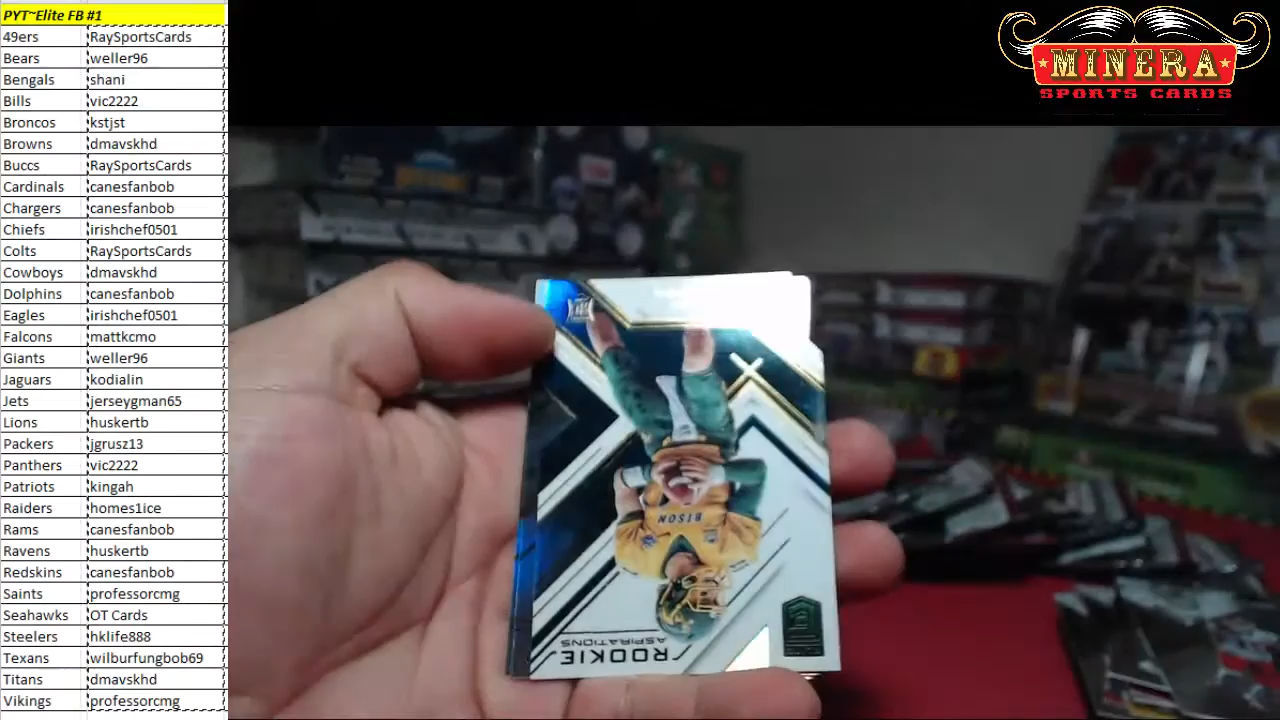 PYT~Elite FB #1
49ers RaySportsCards
Bears weller96
Bengals shani
Bills vic2222
Broncos kstjst
Browns dmavskhd
Buccs RaySportsCards
Cardinals canesfanbob
Chargers canesfanbob
Chiefs irishchef0501
Colts RaySportsCards
Cowboys dmavskhd
Dolphins canesfanbob
Eagles irishchef0501
Falcons mattkcmo
Giants weller96
Jaguars kodialin
Jets jerseygman65
Lions huskertb
Packers jgrusz13
Panthers vic2222
Patriots kingah
Raiders homes1ice
Rams canesfanbob
Ravens huskertb
Redskins canesfanbob
Saints professorcmg
Seahawks OT Cards
Steelers hklife888
Texans wilburfungbob69
Titans dmavskhd
Vikings professorcmg
MINERA
SPORTS CARDS
BISON
ROOKIE
ASPIRATIONS